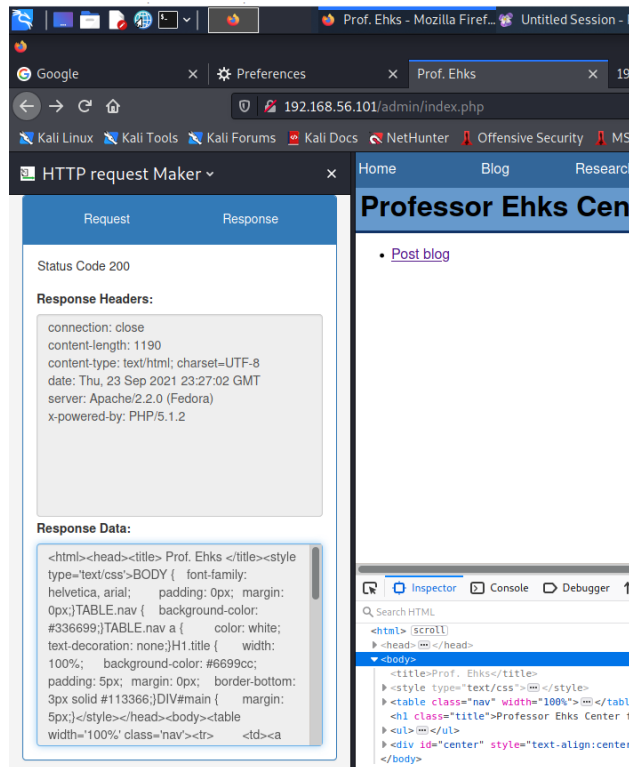 Prof. Ehks - Mozilla Firef...
Untitled Session -
Google
Preferences
Prof. Ehks
19
192.168.56.101/admin/index.php
Kali Linux
Kali Tools
Kali Forums
Kali Docs
NetHunter
Offensive Security
MS
HTTP request Maker
Request
Response
Status Code 200
Response Headers:
connection: close
content-length: 1190
content-type: text/html; charset=UTF-8
date: Thu, 23 Sep 2021 23:27:02 GMT
server: Apache/2.2.0 (Fedora)
x-powered-by: PHP/5.1.2
Response Data:
<html><head><title> Prof. Ehks </title><style
type='text/css'>BODY { font-family:
helvetica, arial; padding: 0px; margin:
0px;}TABLE.nav { background-color:
#336699;}TABLE.nav a { color: white;
text-decoration: none;}H1.title { width:
100%; background-color: #6699cc;
padding: 5px; margin: 0px; border-bottom:
3px solid #113366;}DIV#main { margin:
5px;}</style></head><body><table
width='100%' class='nav'><tr> <td><a
Home
Blog
Research
Professor Ehks Cen
• Post blog
Inspector
Console
Debugger
Search HTML
<html> scroll
<head> ... </head>
<body>
<title>Prof. Ehks</title>
<style type="text/css"> ... </style>
<table class="nav" width="100%"> ... </tabl
<h1 class="title">Professor Ehks Center f
<ul> ... </ul>
<div id="center" style="text-align:center
</body>